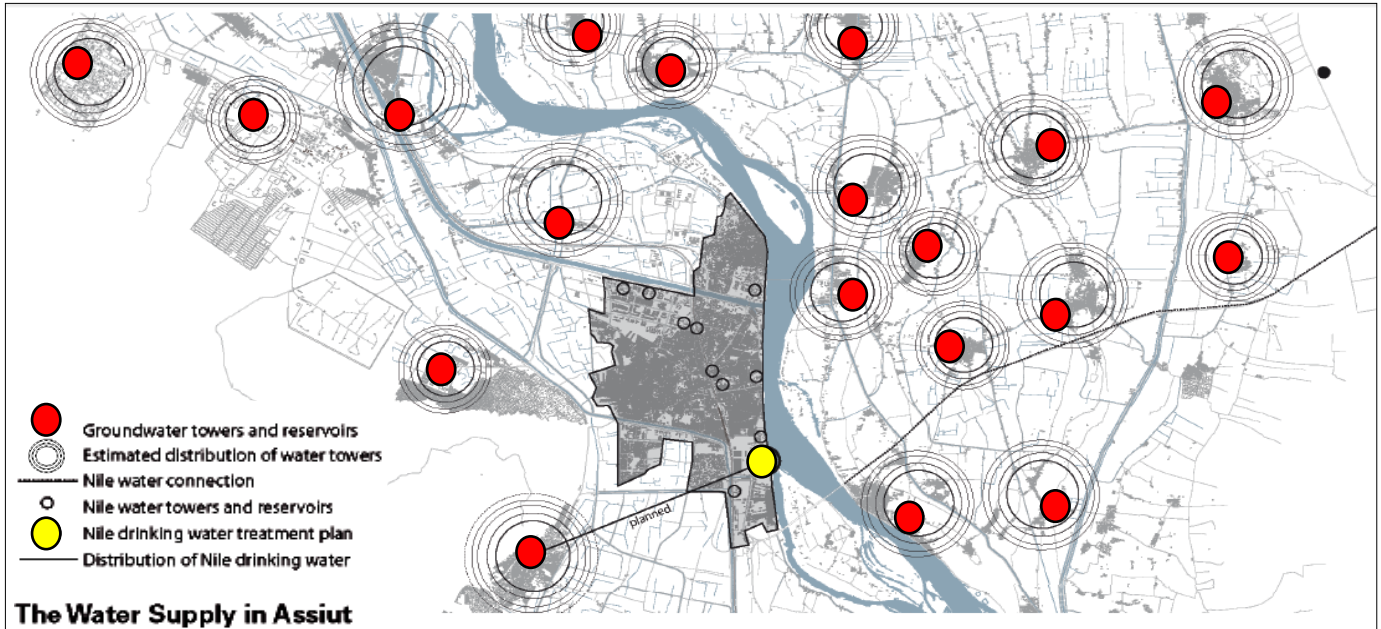 planned
Groundwater towers and reservoirs
Estimated distribution of water towers
Nile water connection
Nile water towers and reservoirs
Nile drinking water treatment plan
Distribution of Nile drinking water
The Water Supply in Assiut